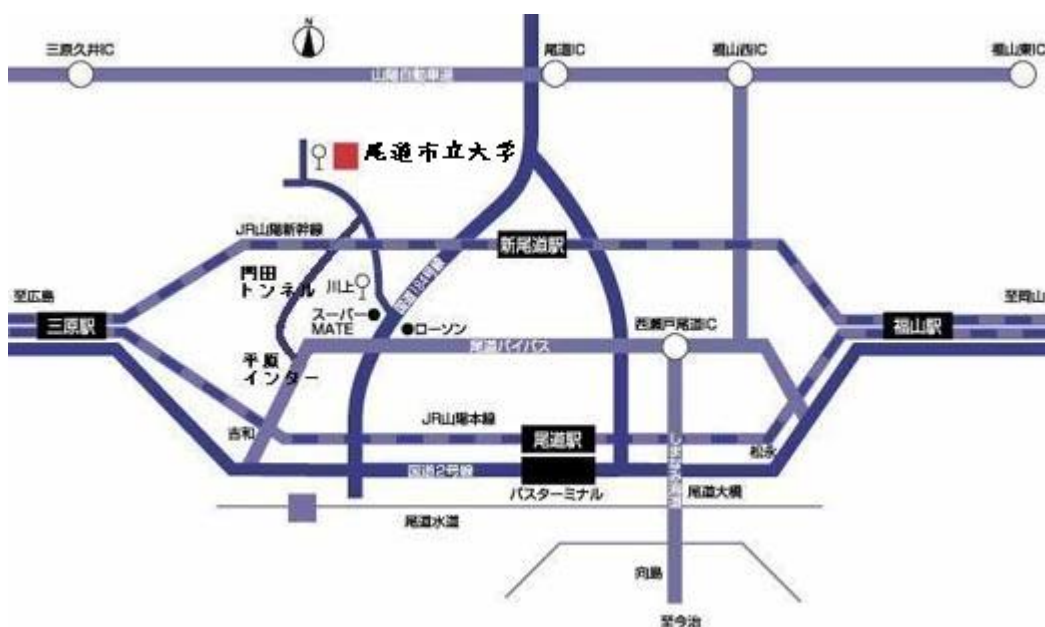 N
三原久井IC
尾道IC
福山西IC
福山東IC
山陽自動車道
尾道市立大学
JR山陽新幹線
新尾道駅
国道184号線
門田
トンネル
川上
至広島
至岡山
三原駅
スーパー
MATE
ローソン
西瀬戸尾道IC
福山駅
尾道バイパス
平原
インター
JR山陽本線
吉和
尾道駅
松永
国道2号線
バスターミナル
尾道大橋
尾道水道
向島
至今治